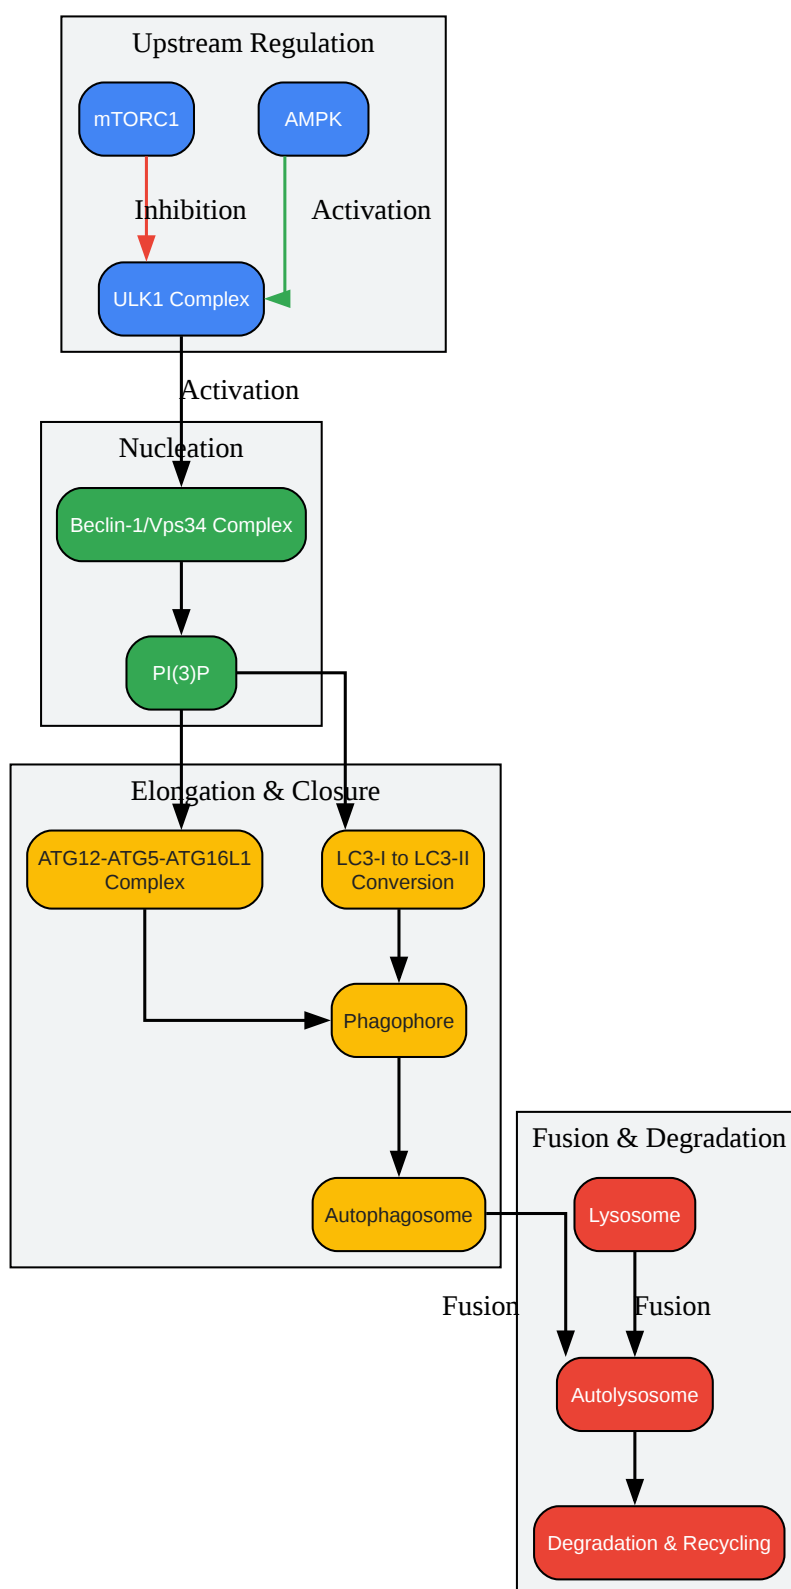 Upstream Regulation
mTORC1
AMPK
Inhibition
Activation
ULK1 Complex
Activation
Nucleation
Beclin-1/Vps34 Complex
PI(3)P
Elongation & Closure
ATG12-ATG5-ATG16L1
Complex
LC3-I to LC3-II
Conversion
Phagophore
Fusion & Degradation
Autophagosome
Lysosome
Fusion
Fusion
Autolysosome
Degradation & Recycling